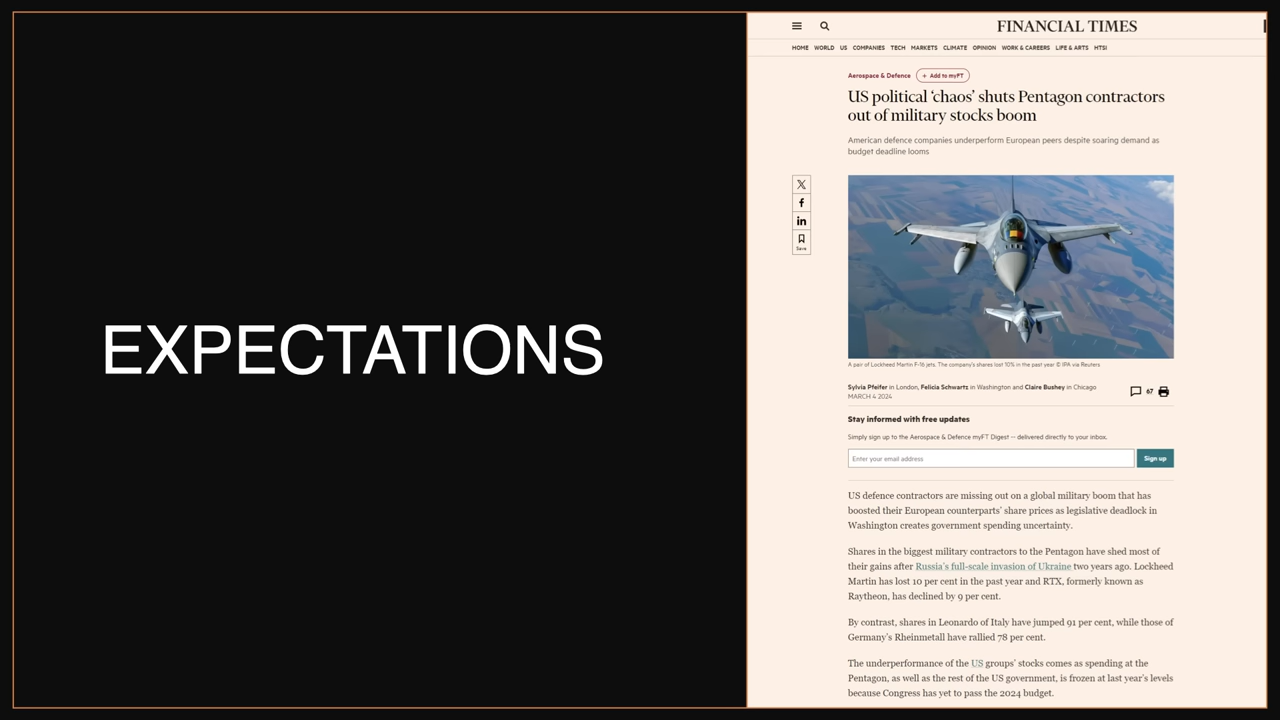 EXPECTATIONS
FINANCIAL TIMES
HOME WORLD US COMPANIES TECH MARKETS CLIMATE OPINION WORK & CAREERS LIFE & ARTS HTSI
Aerospace & Defence + Add to myFT
US political ‘chaos’ shuts Pentagon contractors
out of military stocks boom
American defence companies underperform European peers despite soaring demand as
budget deadline looms
Save
A pair of Lockheed Martin F-16 jets. The company’s shares lost 10% in the past year © IPA via Reuters
Sylvia Pfeifer in London, Felicia Schwartz in Washington and Claire Bushey in Chicago
MARCH 4 2024
67
Stay informed with free updates
Simply sign up to the Aerospace & Defence myFT Digest -- delivered directly to your inbox.
Enter your email address
Sign up
US defence contractors are missing out on a global military boom that has
boosted their European counterparts’ share prices as legislative deadlock in
Washington creates government spending uncertainty.
Shares in the biggest military contractors to the Pentagon have shed most of
their gains after Russia’s full-scale invasion of Ukraine two years ago. Lockheed
Martin has lost 10 per cent in the past year and RTX, formerly known as
Raytheon, has declined by 9 per cent.
By contrast, shares in Leonardo of Italy have jumped 91 per cent, while those of
Germany’s Rheinmetall have rallied 78 per cent.
The underperformance of the US groups’ stocks comes as spending at the
Pentagon, as well as the rest of the US government, is frozen at last year’s levels
because Congress has yet to pass the 2024 budget.